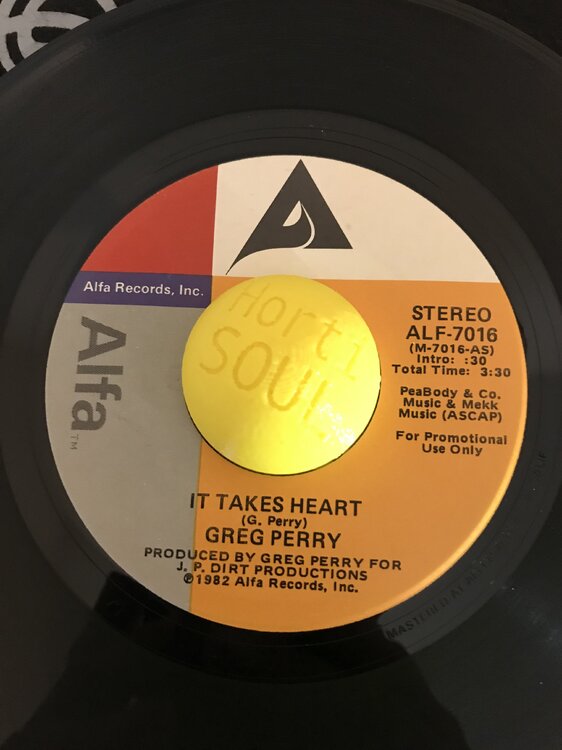 Alfa Records, Inc.
Alfa™
Horti
SOUL
STEREO
ALF-7016
(M-7016-AS)
Intro: :30
Total Time: 3:30
PeaBody & Co.
Music & Mekk
Music (ASCAP)
For Promotional
Use Only
IT TAKES HEART
(G. Perry)
GREG PERRY
PRODUCED BY GREG PERRY FOR
J. P. DIRT PRODUCTIONS
℗1982 Alfa Records, Inc.
MASTERED AT